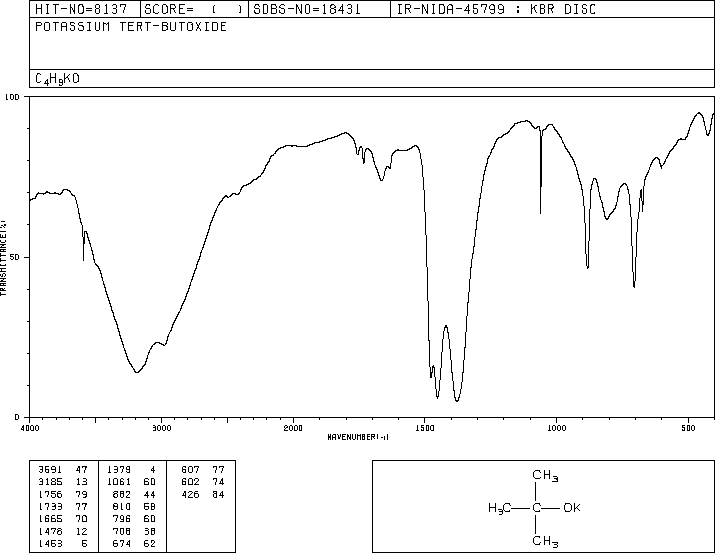 HIT-NO=8137 SCORE= ( ) SDBS-NO=18431 IR-NIDA-45799 : KBR DISC
POTASSIUM TERT-BUTOXIDE
C4H9KO
100
TRANSMITTANCE(%)
50
0
4000 3000 2000 1500 1000 500
WAVENUMBER(-1)
3591 47 1379 4 607 77
3185 13 1061 60 602 74
1756 79 882 44 426 84
1733 77 810 58
1665 70 796 60
1478 12 708 38
1453 5 674 62
CH3
H3C C OK
CH3